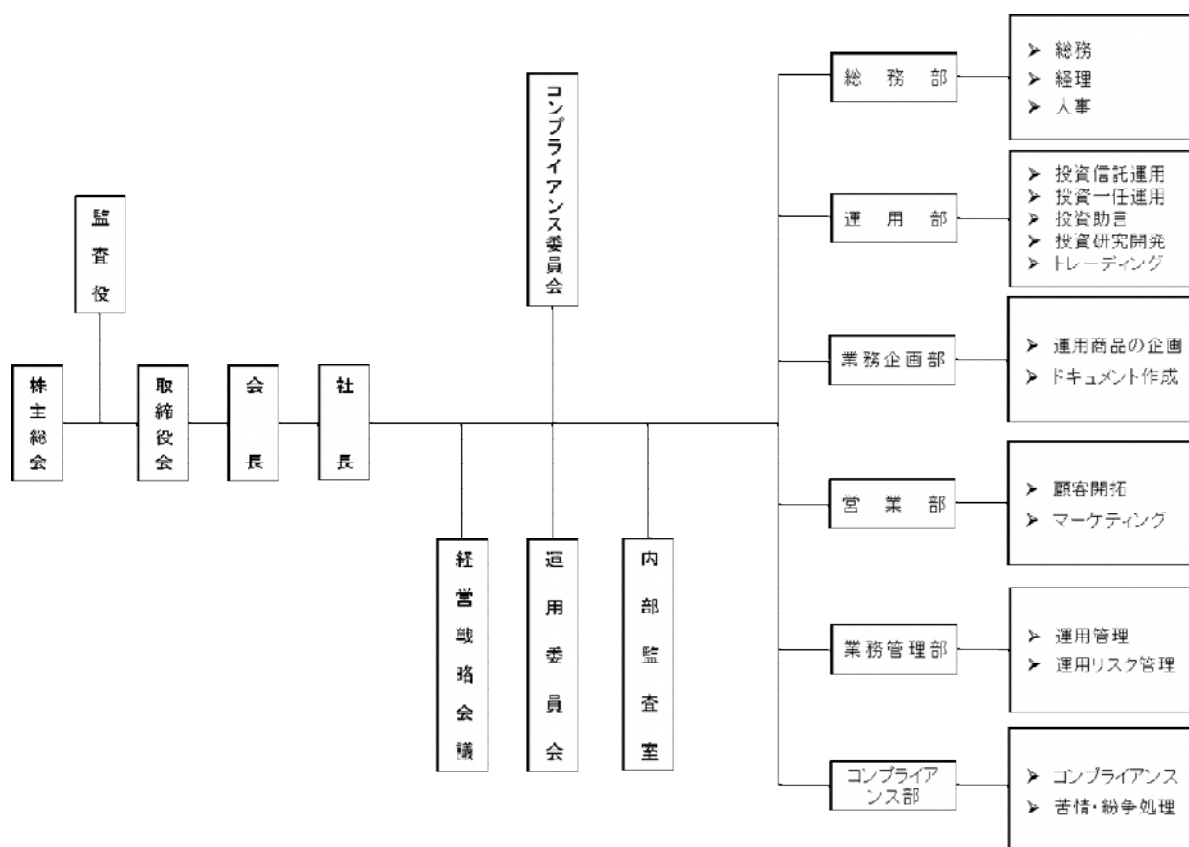 株主総会
監査役
取締役会
会長
社長
コンプライアンス委員会
経営戦略会議
運用委員会
内部監査室
総務部
➢ 総務
➢ 経理
➢ 人事
運用部
➢ 投資信託運用
➢ 投資一任運用
➢ 投資助言
➢ 投資研究開発
➢ トレーディング
業務企画部
➢ 運用商品の企画
➢ ドキュメント作成
営業部
➢ 顧客開拓
➢ マーケティング
業務管理部
➢ 運用管理
➢ 運用リスク管理
コンプライア
ンス部
➢ コンプライアンス
➢ 苦情・紛争処理